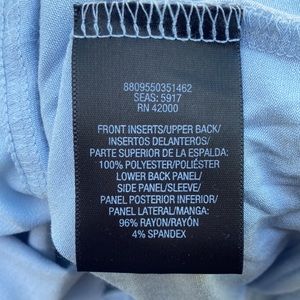 8809550351462
SEAS: 5917
RN 42000
FRONT INSERTS/UPPER BACK/
INSERTOS DELANTEROS/
PARTE SUPERIOR DE LA ESPALDA:
100% POLYESTER/POLIÉSTER
LOWER BACK PANEL/
SIDE PANEL/SLEEVE/
PANEL POSTERIOR INFERIOR/
PANEL LATERAL/MANGA:
96% RAYON/RAYÓN
4% SPANDEX